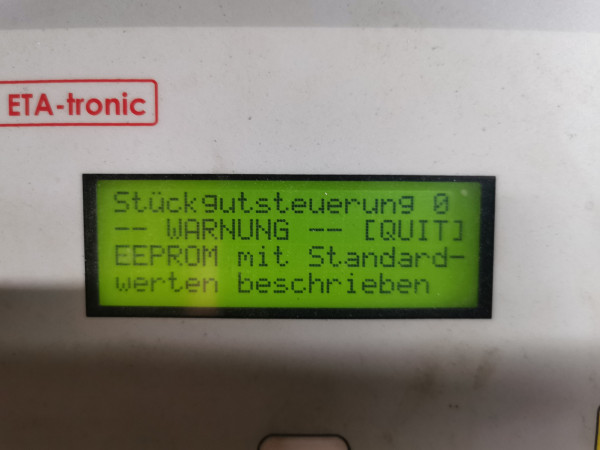 ETA-tronic
Stückgutsteuerung 0
-- WARNUNG -- [QUIT]
EEPROM mit Standard-
werten beschrieben